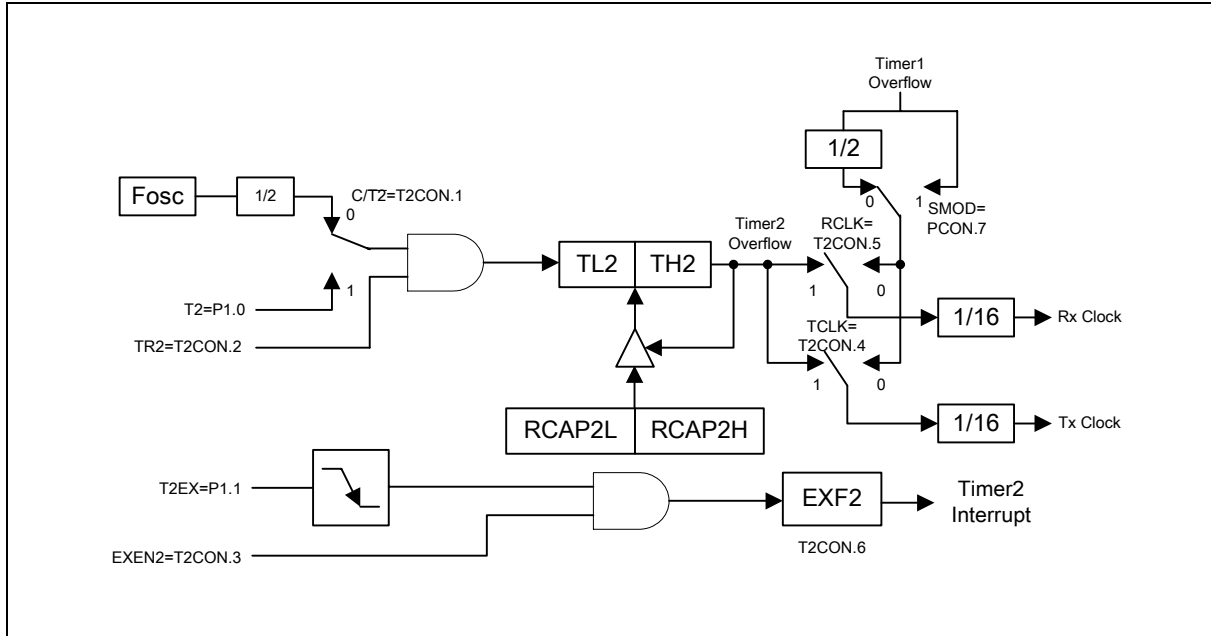 Timer1
Overflow
1/2
Fosc
1/2
C/T2=T2CON.1
0
0
1
SMOD=
PCON.7
Timer2
Overflow
RCLK=
T2CON.5
TL2
TH2
1
0
T2=P1.0
1
TR2=T2CON.2
1/16
Rx Clock
TCLK=
T2CON.4
1
0
RCAP2L
RCAP2H
1/16
Tx Clock
T2EX=P1.1
EXF2
Timer2
Interrupt
EXEN2=T2CON.3
T2CON.6